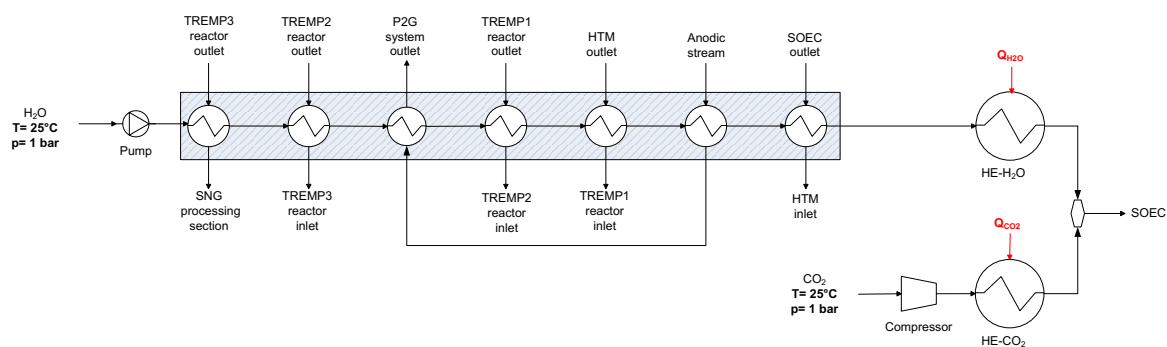 TREMP3
reactor
outlet
TREMP2
reactor
outlet
P2G
system
outlet
TREMP1
reactor
outlet
HTM
outlet
Anodic
stream
SOEC
outlet
H₂O
T= 25°C
p= 1 bar
Pump
Q_H2O
HE-H₂O
SNG
processing
section
TREMP3
reactor
inlet
TREMP2
reactor
inlet
TREMP1
reactor
inlet
HTM
inlet
SOEC
Q_CO2
CO₂
T= 25°C
p= 1 bar
Compressor
HE-CO₂